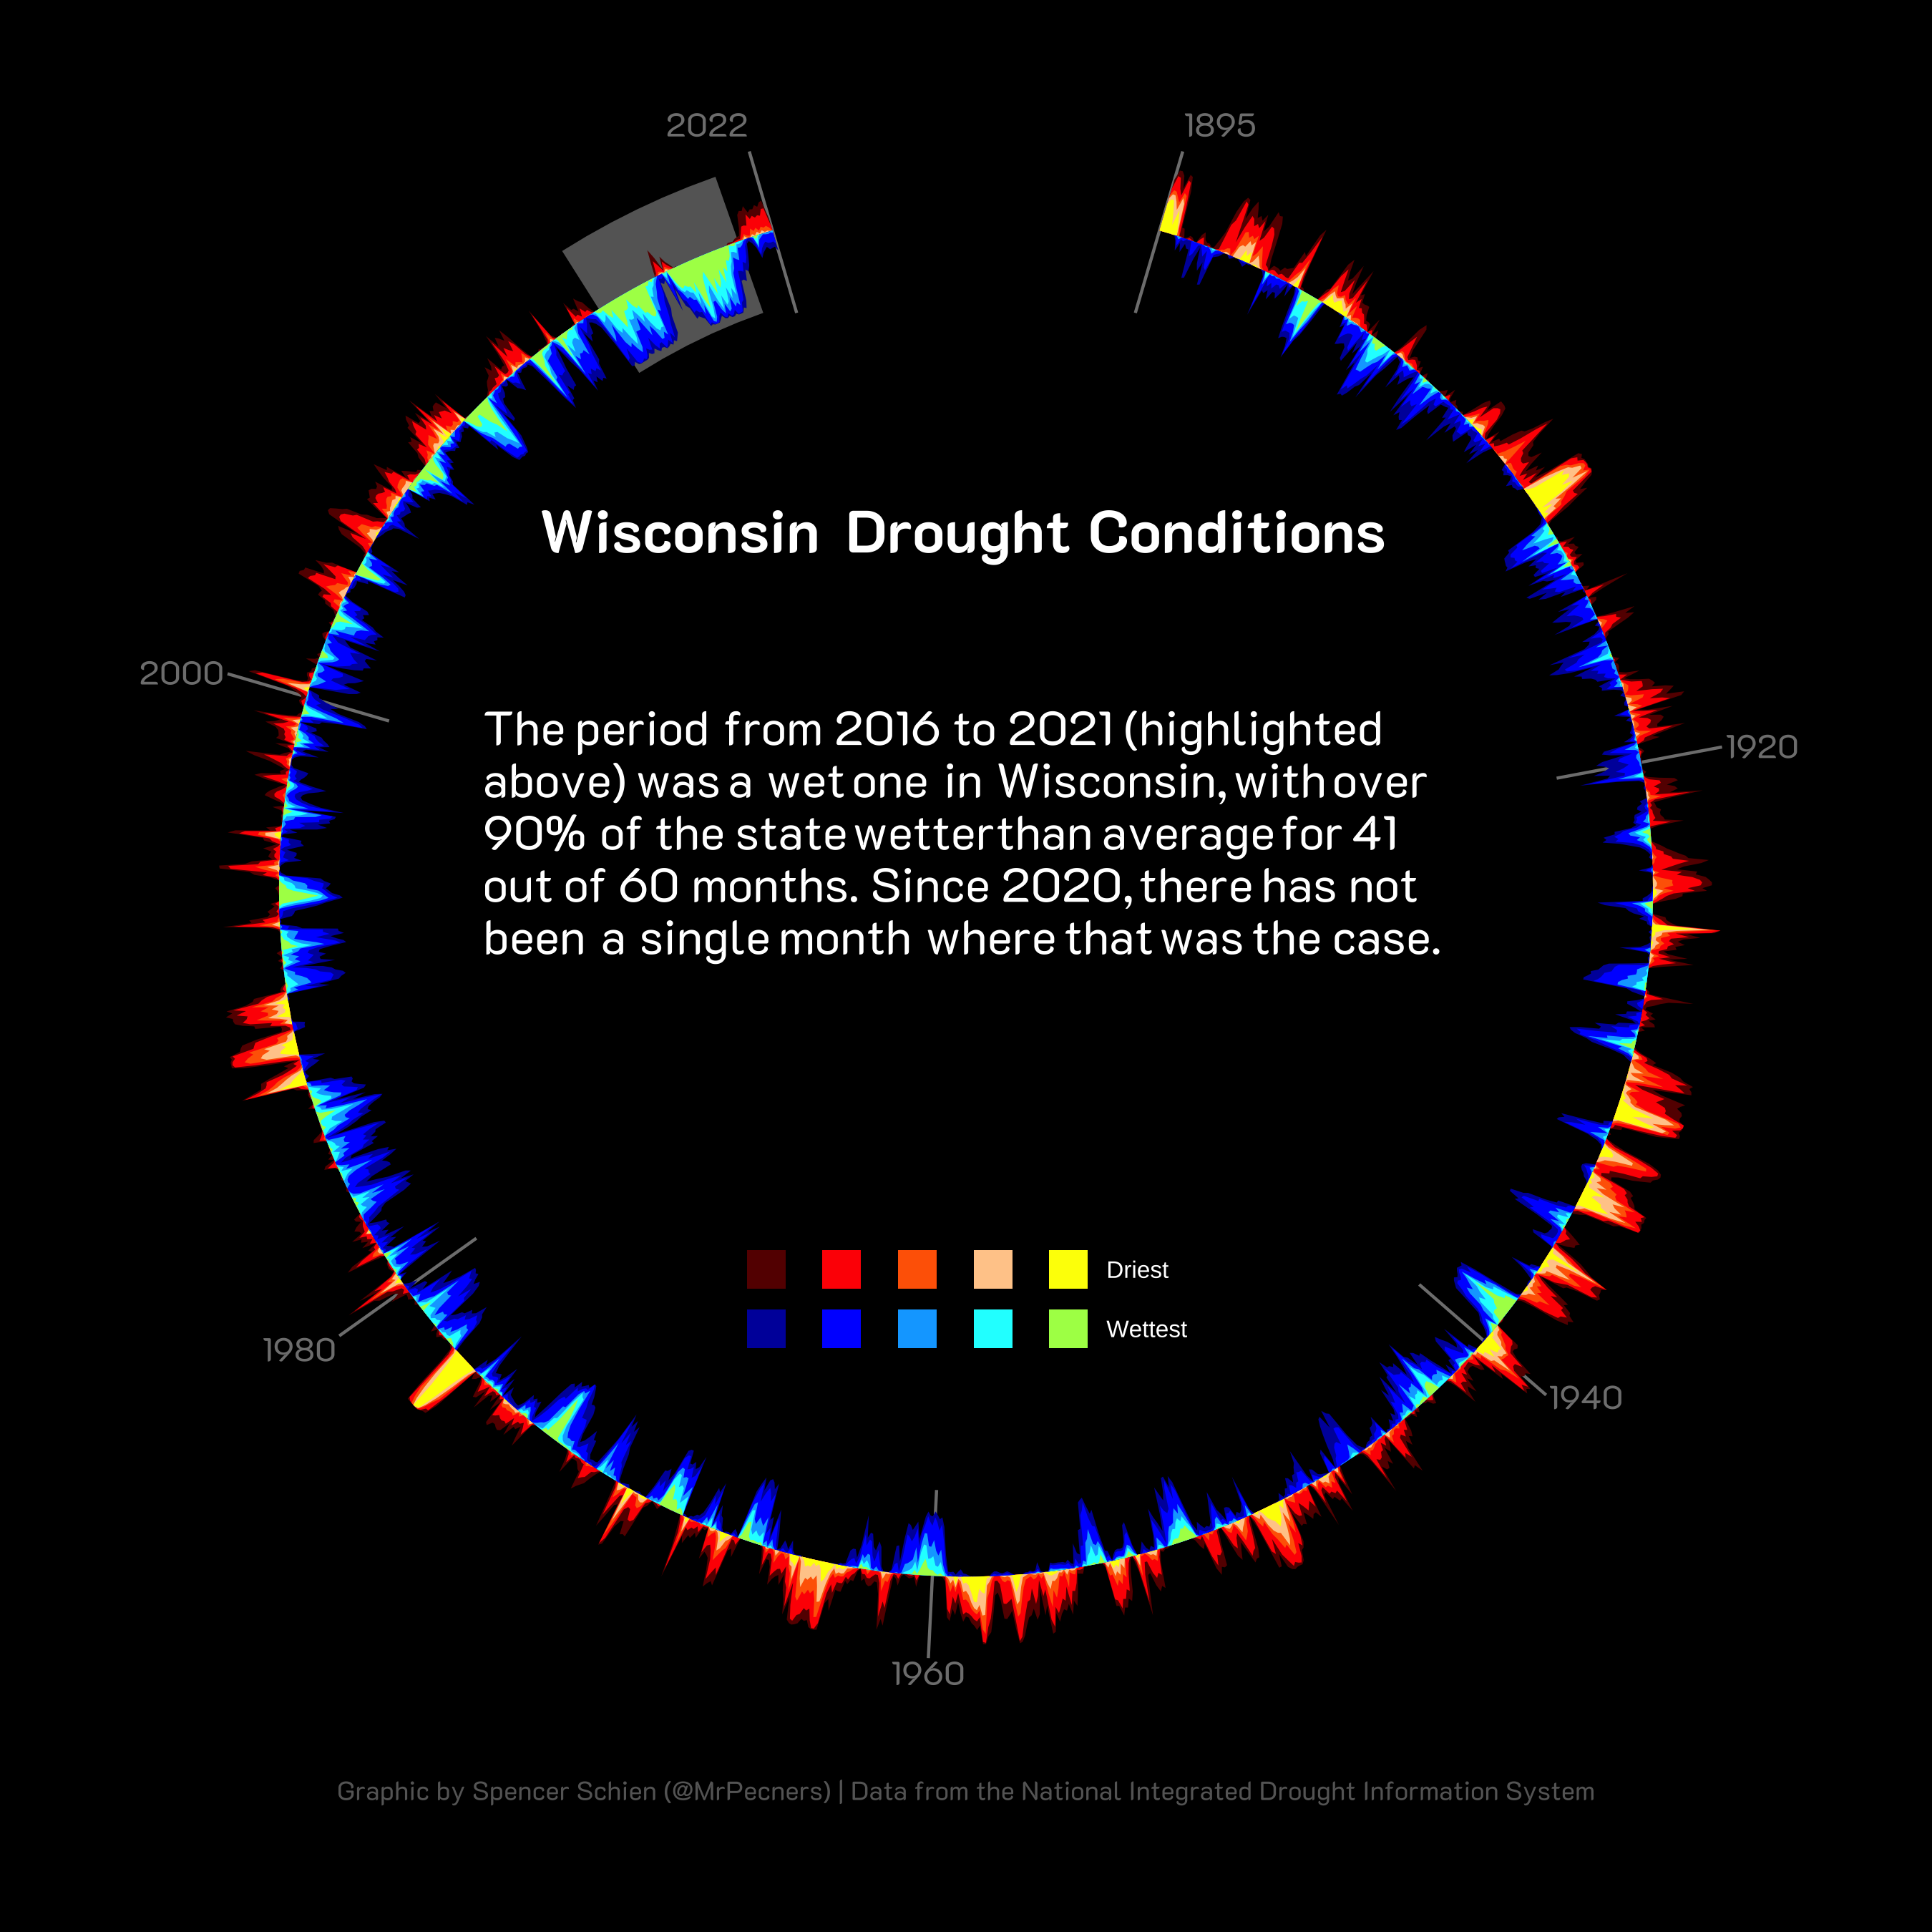 2022
1895
Wisconsin Drought Conditions
2000
The period from 2016 to 2021 (highlighted
above) was a wet one in Wisconsin, with over
1920
90% of the state wetter than average for 41
out of 60 months. Since 2020, there has not
been a single month where that was the case.
Driest
Wettest
1980
1940
1960
Graphic by Spencer Schien (@MrPecners) | Data from the National Integrated Drought Information System